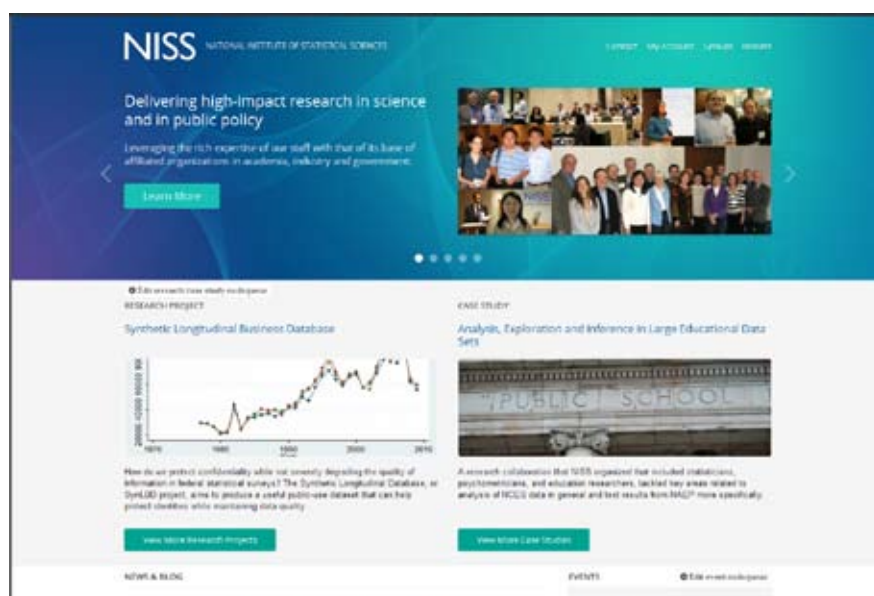 NISS NATIONAL INSTITUTE OF STATISTICAL SCIENCES
Contact My Account
Delivering high-impact research in science
and in public policy
Leveraging the rich expertise of our staff with that of its base of
affiliated organizations in academia, industry and government.
Learn More
NISS
RESEARCH PROJECT
Synthetic Longitudinal Business Database
1970 1980 1990 2000 2010
How do we protect confidentiality while not severely degrading the quality of
information in federal statistical surveys? The Synthetic Longitudinal Database, or
SynLBD project, aims to produce a useful public-use dataset that can help
protect identities while maintaining data quality.
View More Research Projects
CASE STUDY
Analysis, Exploration and Inference in Large Educational Data
Sets
PUBLIC SCHOOL
A research collaboration that NISS organized that included statisticians,
psychometricians, and education researchers, tackled key areas related to
analysis of NCES data in general and test results from NAEP more specifically.
View More Case Studies
NEWS & BLOG
EVENTS
Edit event nodequeue